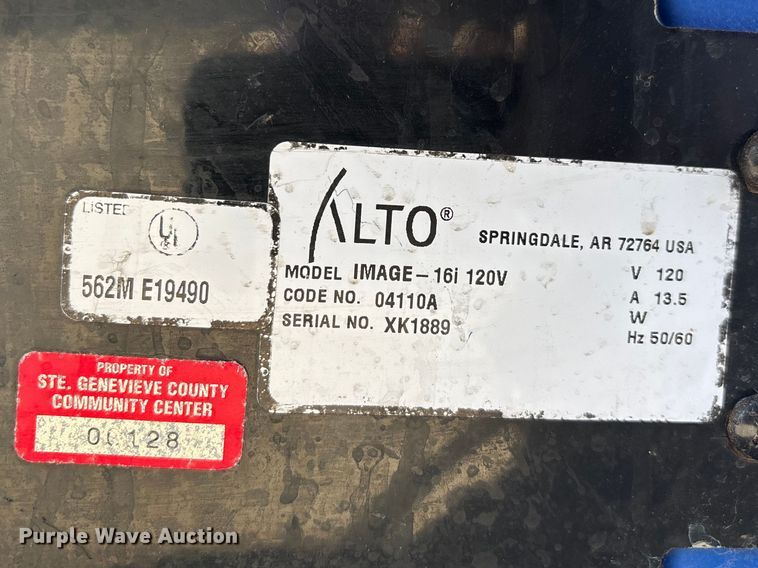 LISTED
UL
562M E19490
ALTO®
SPRINGDALE, AR 72764 USA
MODEL IMAGE-16i 120V
CODE NO. 04110A
SERIAL NO. XK1889
V 120
A 13.5
W
Hz 50/60
PROPERTY OF
STE. GENEVIEVE COUNTY
COMMUNITY CENTER
Purple Wave Auction